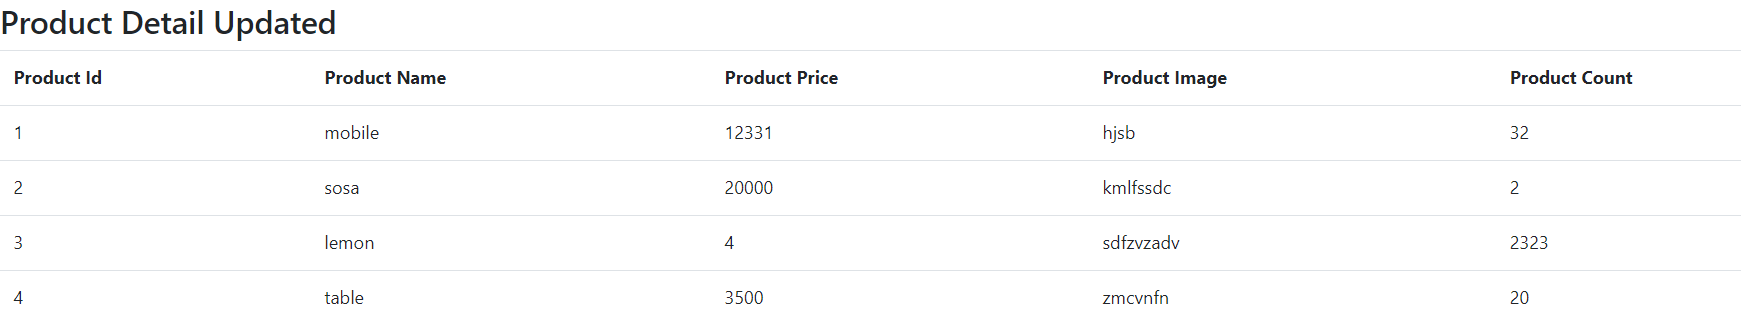 Product Detail Updated
Product Id Product Name Product Price Product Image Product Count
1 mobile 12331 hjsb 32
2 sosa 20000 kmlfssdc 2
3 lemon 4 sdfzvzadv 2323
4 table 3500 zmcvnfn 20